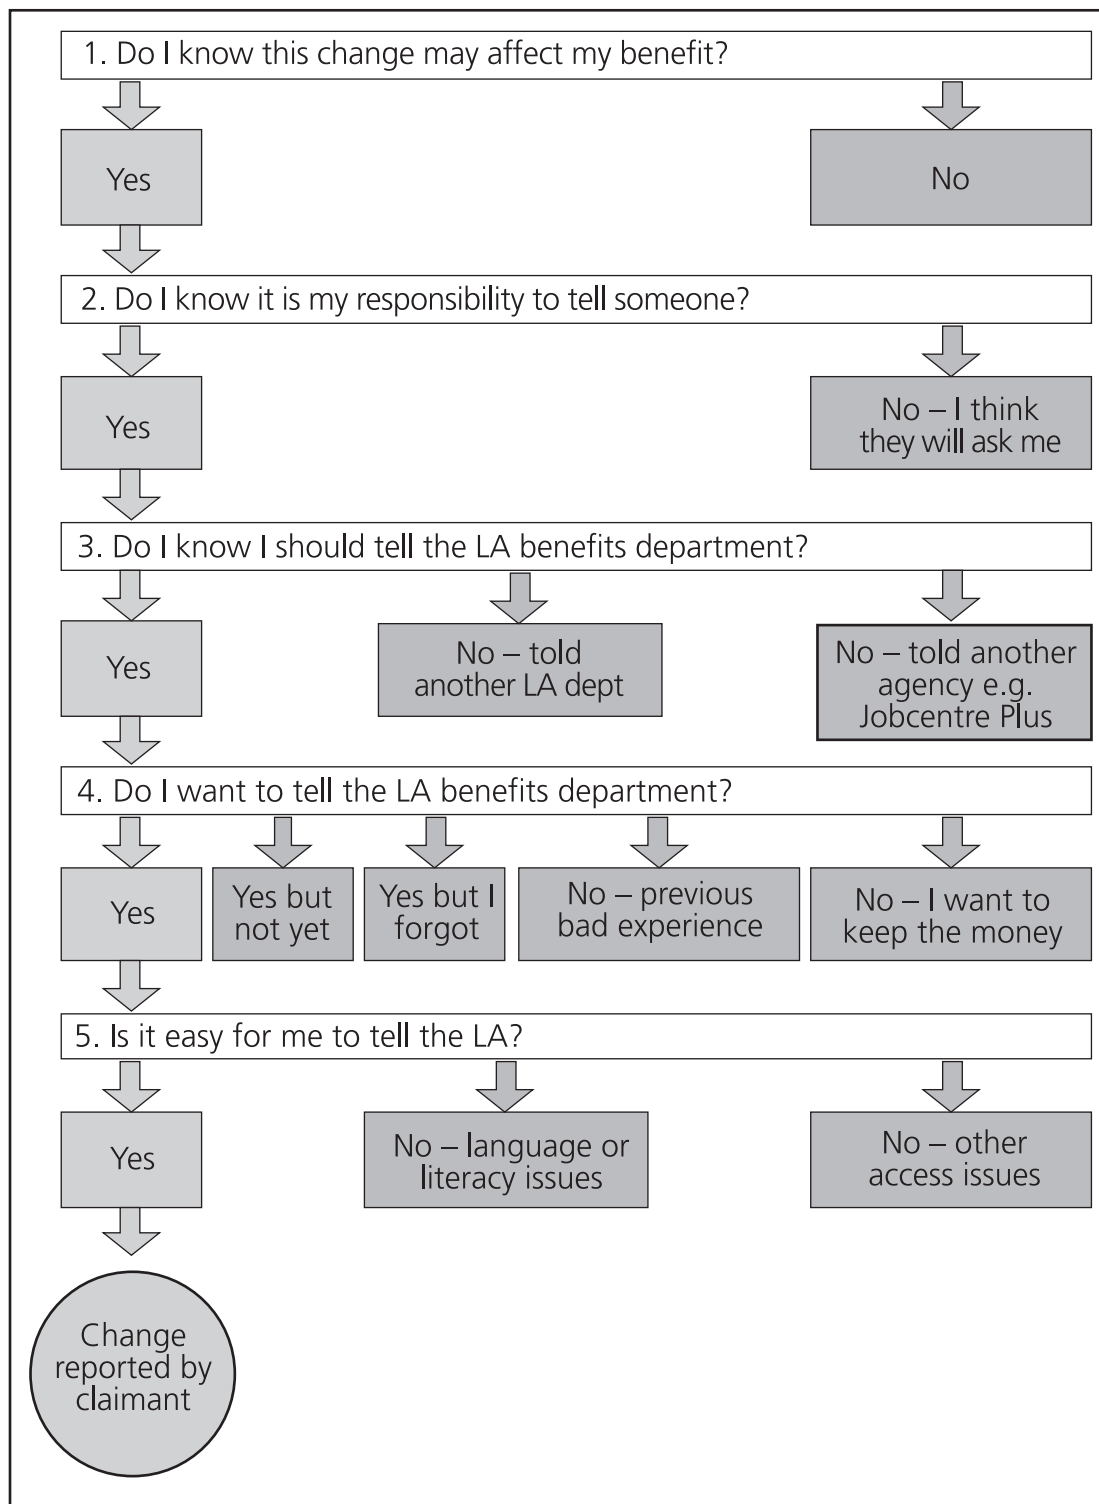 1. Do I know this change may affect my benefit?
Yes
No
2. Do I know it is my responsibility to tell someone?
Yes
No – I think
they will ask me
3. Do I know I should tell the LA benefits department?
Yes
No – told
another LA dept
No – told another
agency e.g.
Jobcentre Plus
4. Do I want to tell the LA benefits department?
Yes
Yes but
not yet
Yes but I
forgot
No – previous
bad experience
No – I want to
keep the money
5. Is it easy for me to tell the LA?
Yes
No – language or
literacy issues
No – other
access issues
Change
reported by
claimant